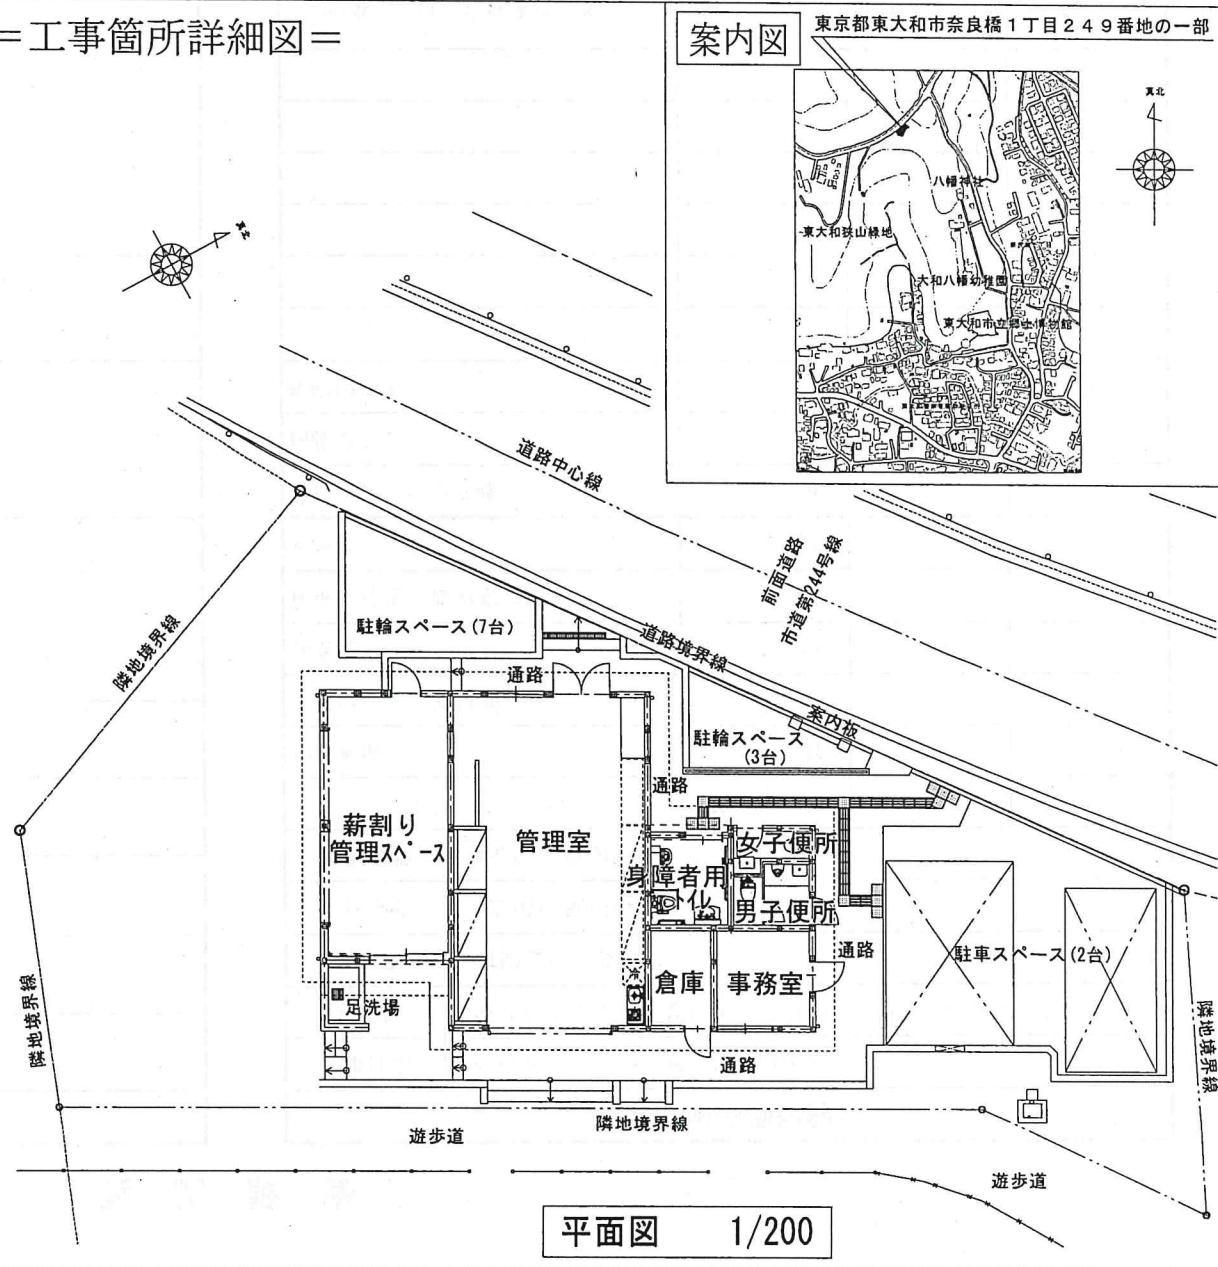 =工事箇所詳細図=
案内図
東京都東大和市奈良橋1丁目249番地の一部
真北
真北
八幡神社
東大和狭山緑地
大和八幡幼稚園
東大和市立郷土博物館
道路中心線
前面道路
市道第244号線
隣地境界線
駐輪スペース(7台)
道路境界線
通路
案内板
駐輪スペース
(3台)
通路
薪割り
管理スペース
管理室
女子便所
身障者用
トイレ
男子便所
通路
駐車スペース(2台)
倉庫
事務室
足洗場
隣地境界線
隣地境界線
通路
隣地境界線
遊歩道
遊歩道
平面図 1/200